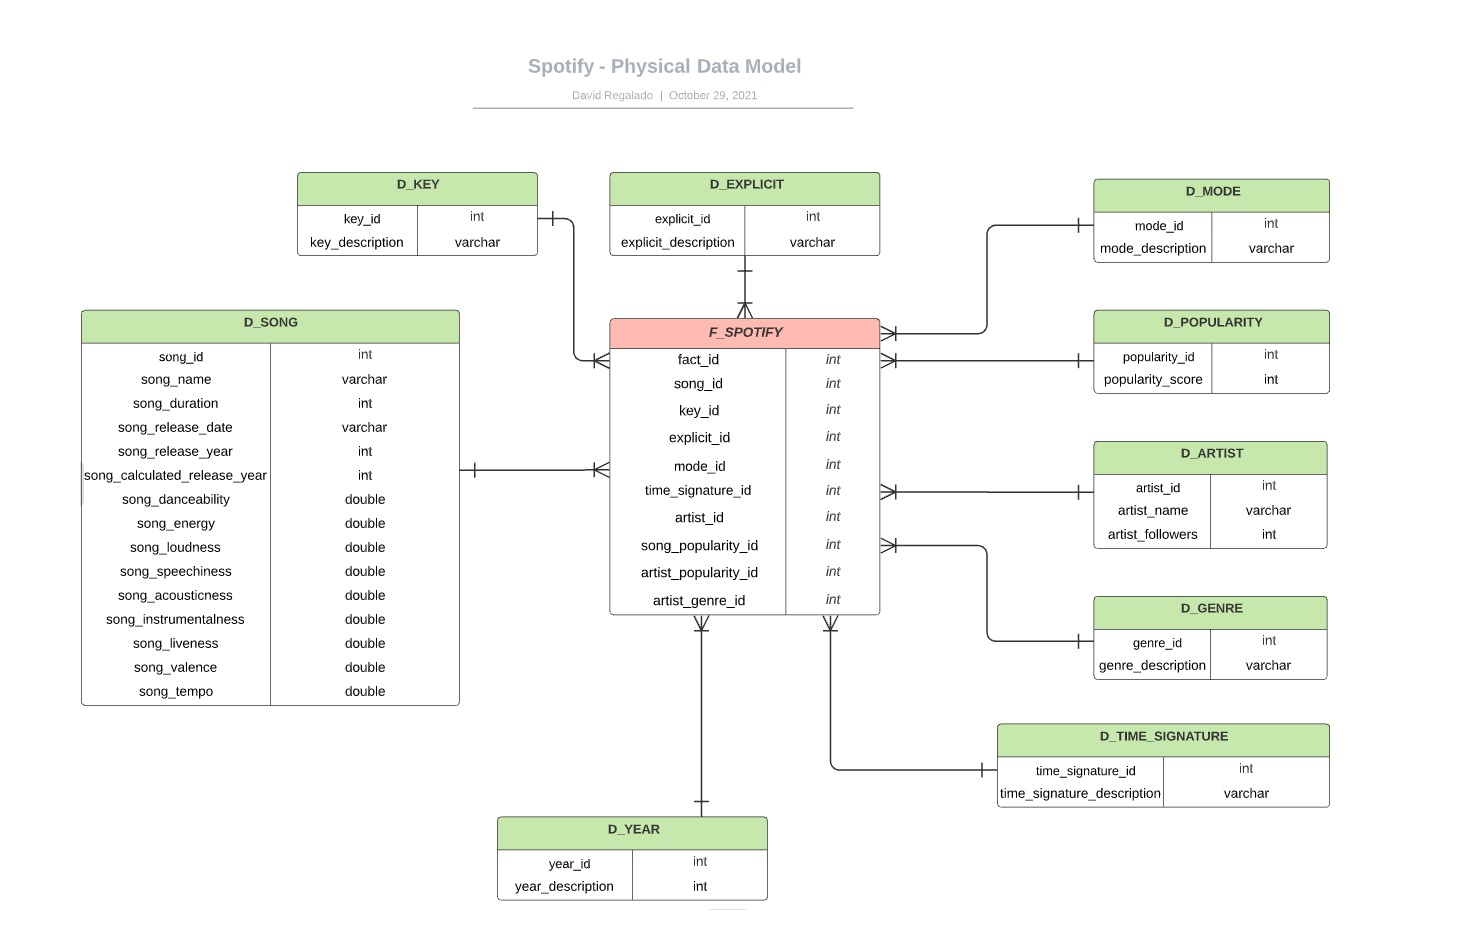 Spotify - Physical Data Model
David Regalado | October 29, 2021
D_KEY
key_id int
key_description varchar
D_EXPLICIT
explicit_id int
explicit_description varchar
D_MODE
mode_id int
mode_description varchar
D_SONG
song_id int
song_name varchar
song_duration int
song_release_date varchar
song_release_year int
song_calculated_release_year int
song_danceability double
song_energy double
song_loudness double
song_speechiness double
song_acousticness double
song_instrumentalness double
song_liveness double
song_valence double
song_tempo double
F_SPOTIFY
fact_id int
song_id int
key_id int
explicit_id int
mode_id int
time_signature_id int
artist_id int
song_popularity_id int
artist_popularity_id int
artist_genre_id int
D_POPULARITY
popularity_id int
popularity_score int
D_ARTIST
artist_id int
artist_name varchar
artist_followers int
D_GENRE
genre_id int
genre_description varchar
D_TIME_SIGNATURE
time_signature_id int
time_signature_description varchar
D_YEAR
year_id int
year_description int